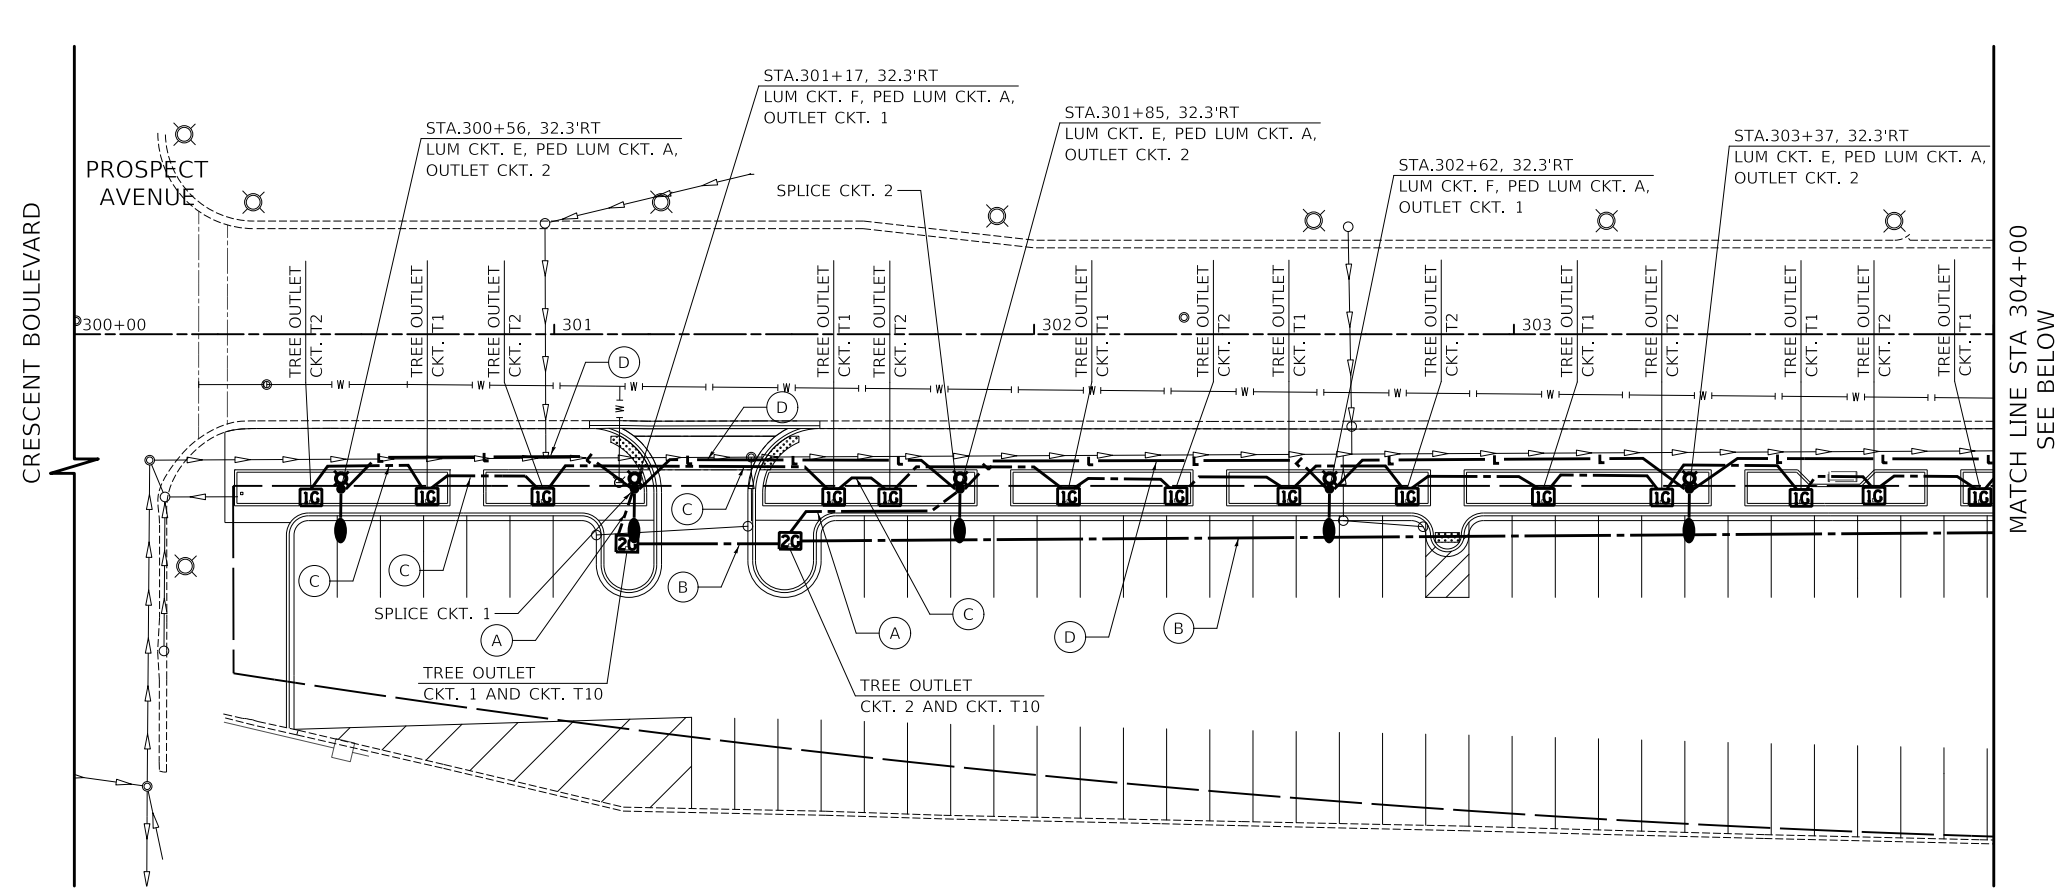 STA.301+17, 32.3'RT
LUM CKT. F, PED LUM CKT. A,
OUTLET CKT. 1
STA.300+56, 32.3'RT
LUM CKT. E, PED LUM CKT. A,
OUTLET CKT. 2
STA.301+85, 32.3'RT
LUM CKT. E, PED LUM CKT. A,
OUTLET CKT. 2
STA.302+62, 32.3'RT
LUM CKT. F, PED LUM CKT. A,
OUTLET CKT. 1
STA.303+37, 32.3'RT
LUM CKT. E, PED LUM CKT. A,
OUTLET CKT. 2
PROSPECT
AVENUE
SPLICE CKT. 2
CRESCENT BOULEVARD
MATCH LINE STA 304+00
SEE BELOW
300+00
301
302
303
TREE OUTLET
CKT. T2
TREE OUTLET
CKT. T1
TREE OUTLET
CKT. T2
TREE OUTLET
CKT. T1
TREE OUTLET
CKT. T2
TREE OUTLET
CKT. T1
TREE OUTLET
CKT. T2
TREE OUTLET
CKT. T1
TREE OUTLET
CKT. T2
TREE OUTLET
CKT. T1
TREE OUTLET
CKT. T2
TREE OUTLET
CKT. T1
TREE OUTLET
CKT. T2
TREE OUTLET
CKT. T1
D
D
W W W W W W W W W W W
W
L L L L L L L L L L L
1G 1G 1G 1G 1G 1G 1G 1G 1G 1G 1G 1G 1G 1G
2G 2G
C
C
C
B
SPLICE CKT. 1
A
A
C
D
B
B
TREE OUTLET
CKT. 1 AND CKT. T10
TREE OUTLET
CKT. 2 AND CKT. T10